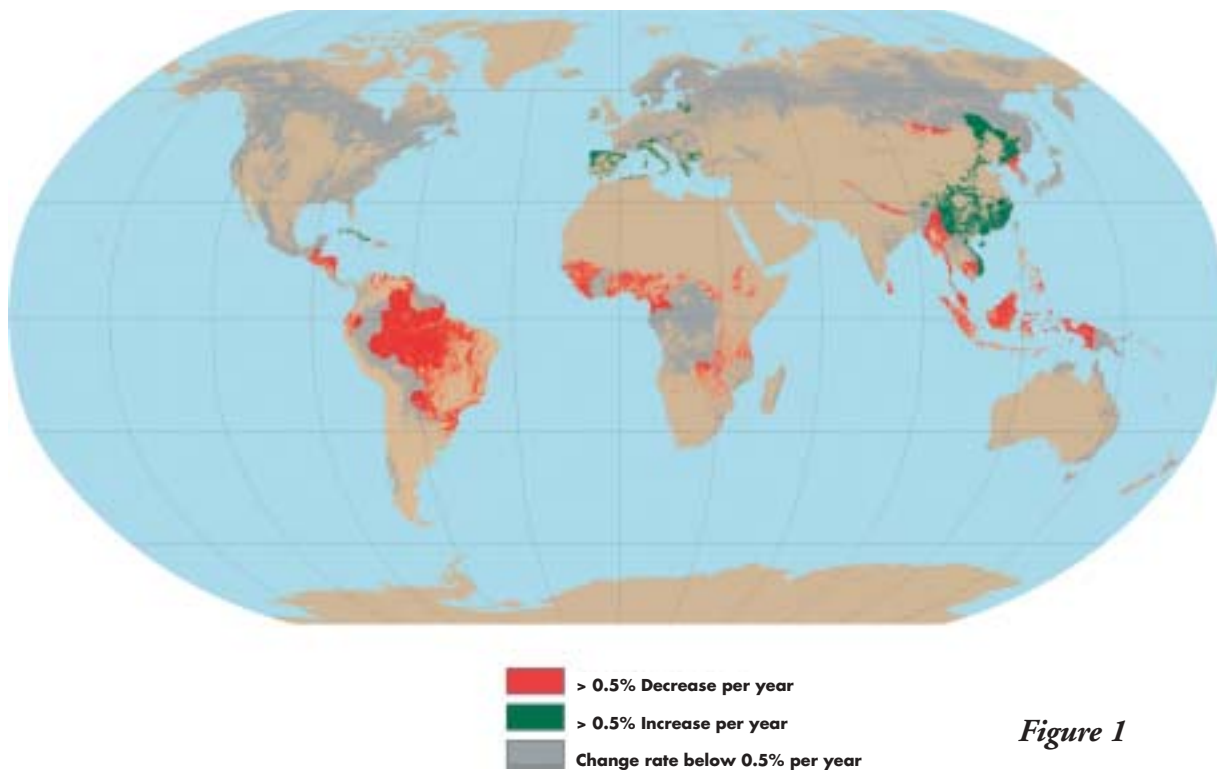 > 0.5% Decrease per year
> 0.5% Increase per year
Change rate below 0.5% per year
Figure 1